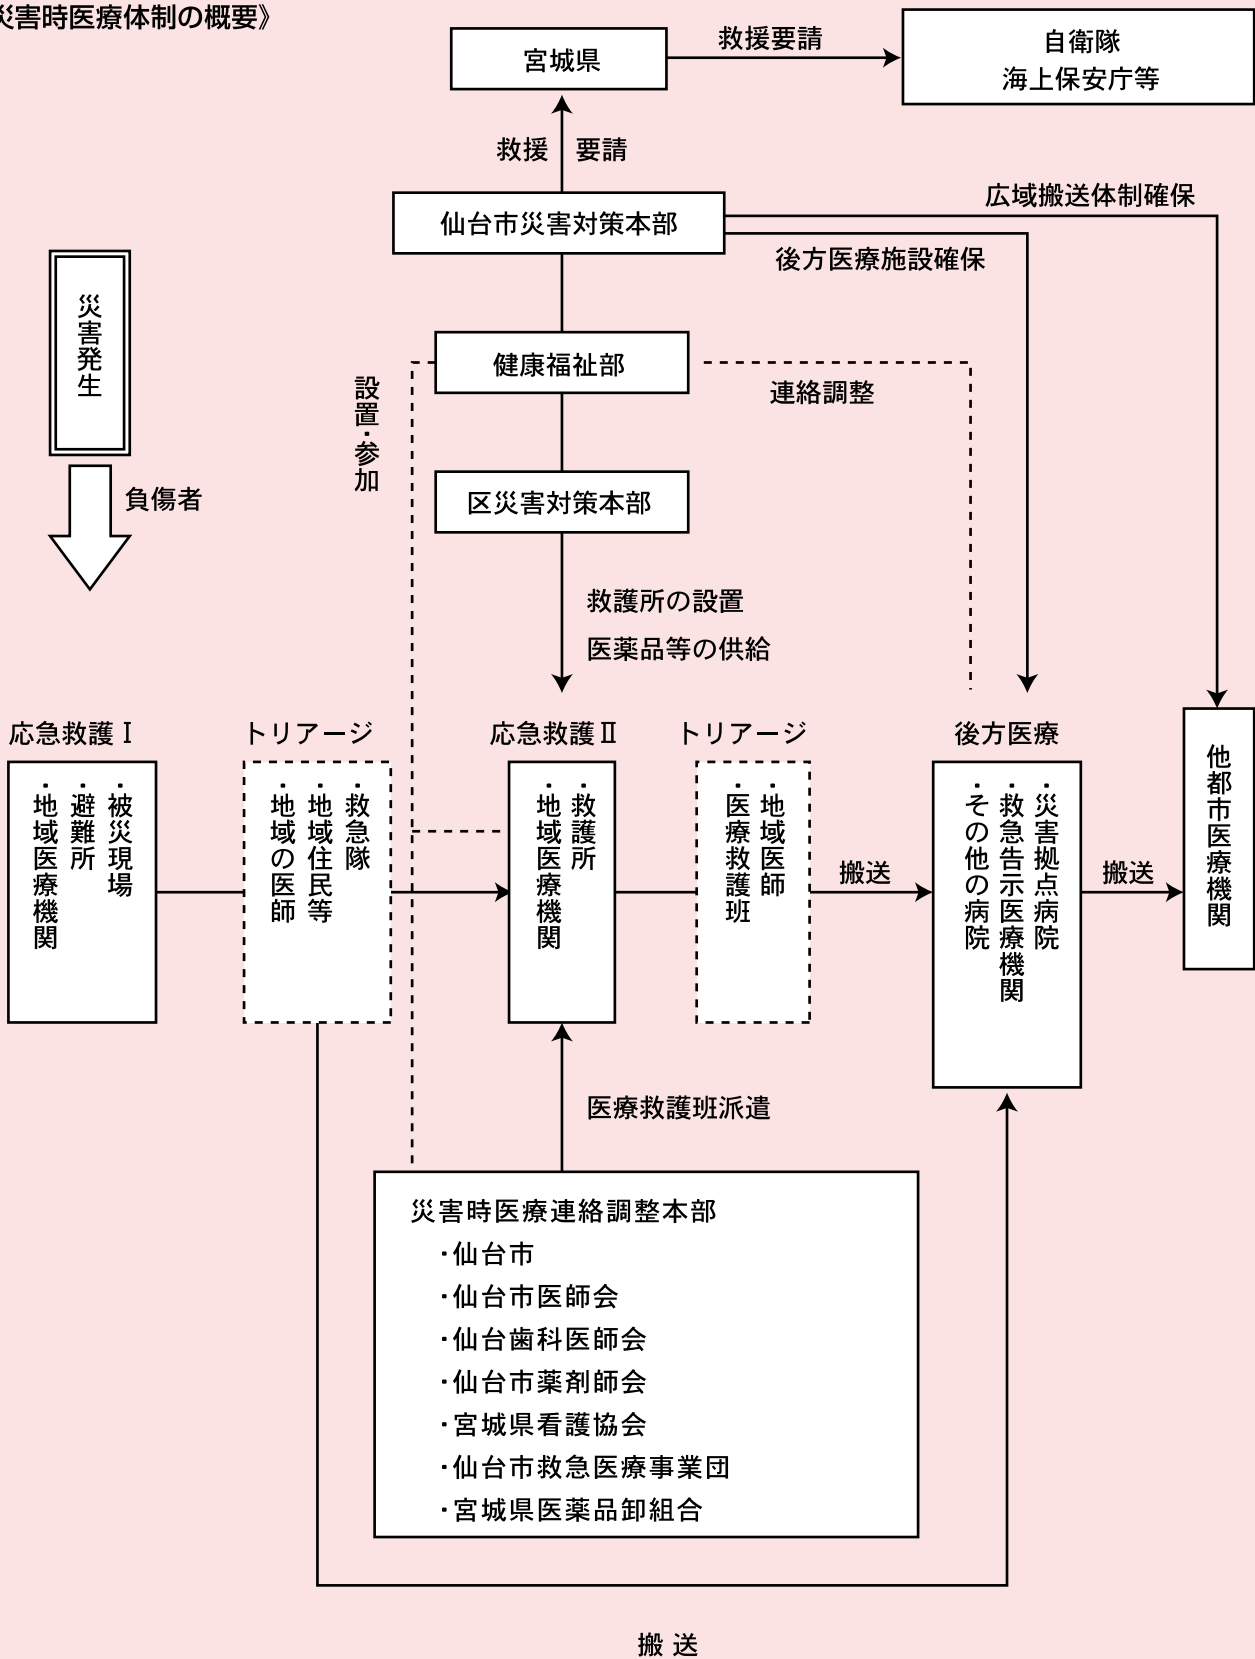 災害時医療体制の概要》
宮城県
救援要請
自衛隊
海上保安庁等
救援 要請
仙台市災害対策本部
広域搬送体制確保
後方医療施設確保
災害発生
負傷者
健康福祉部
設置・参加
連絡調整
区災害対策本部
救護所の設置
医薬品等の供給
応急救護Ⅰ
・被災現場
・避難所
・地域医療機関
トリアージ
・救急隊
・地域住民等
・地域の医師
応急救護Ⅱ
・救護所
・地域医療機関
トリアージ
・地域医師
・医療救護班
搬送
後方医療
・災害拠点病院
・救急告示医療機関
・その他の病院
搬送
他都市医療機関
医療救護班派遣
災害時医療連絡調整本部
・仙台市
・仙台市医師会
・仙台歯科医師会
・仙台市薬剤師会
・宮城県看護協会
・仙台市救急医療事業団
・宮城県医薬品卸組合
搬 送